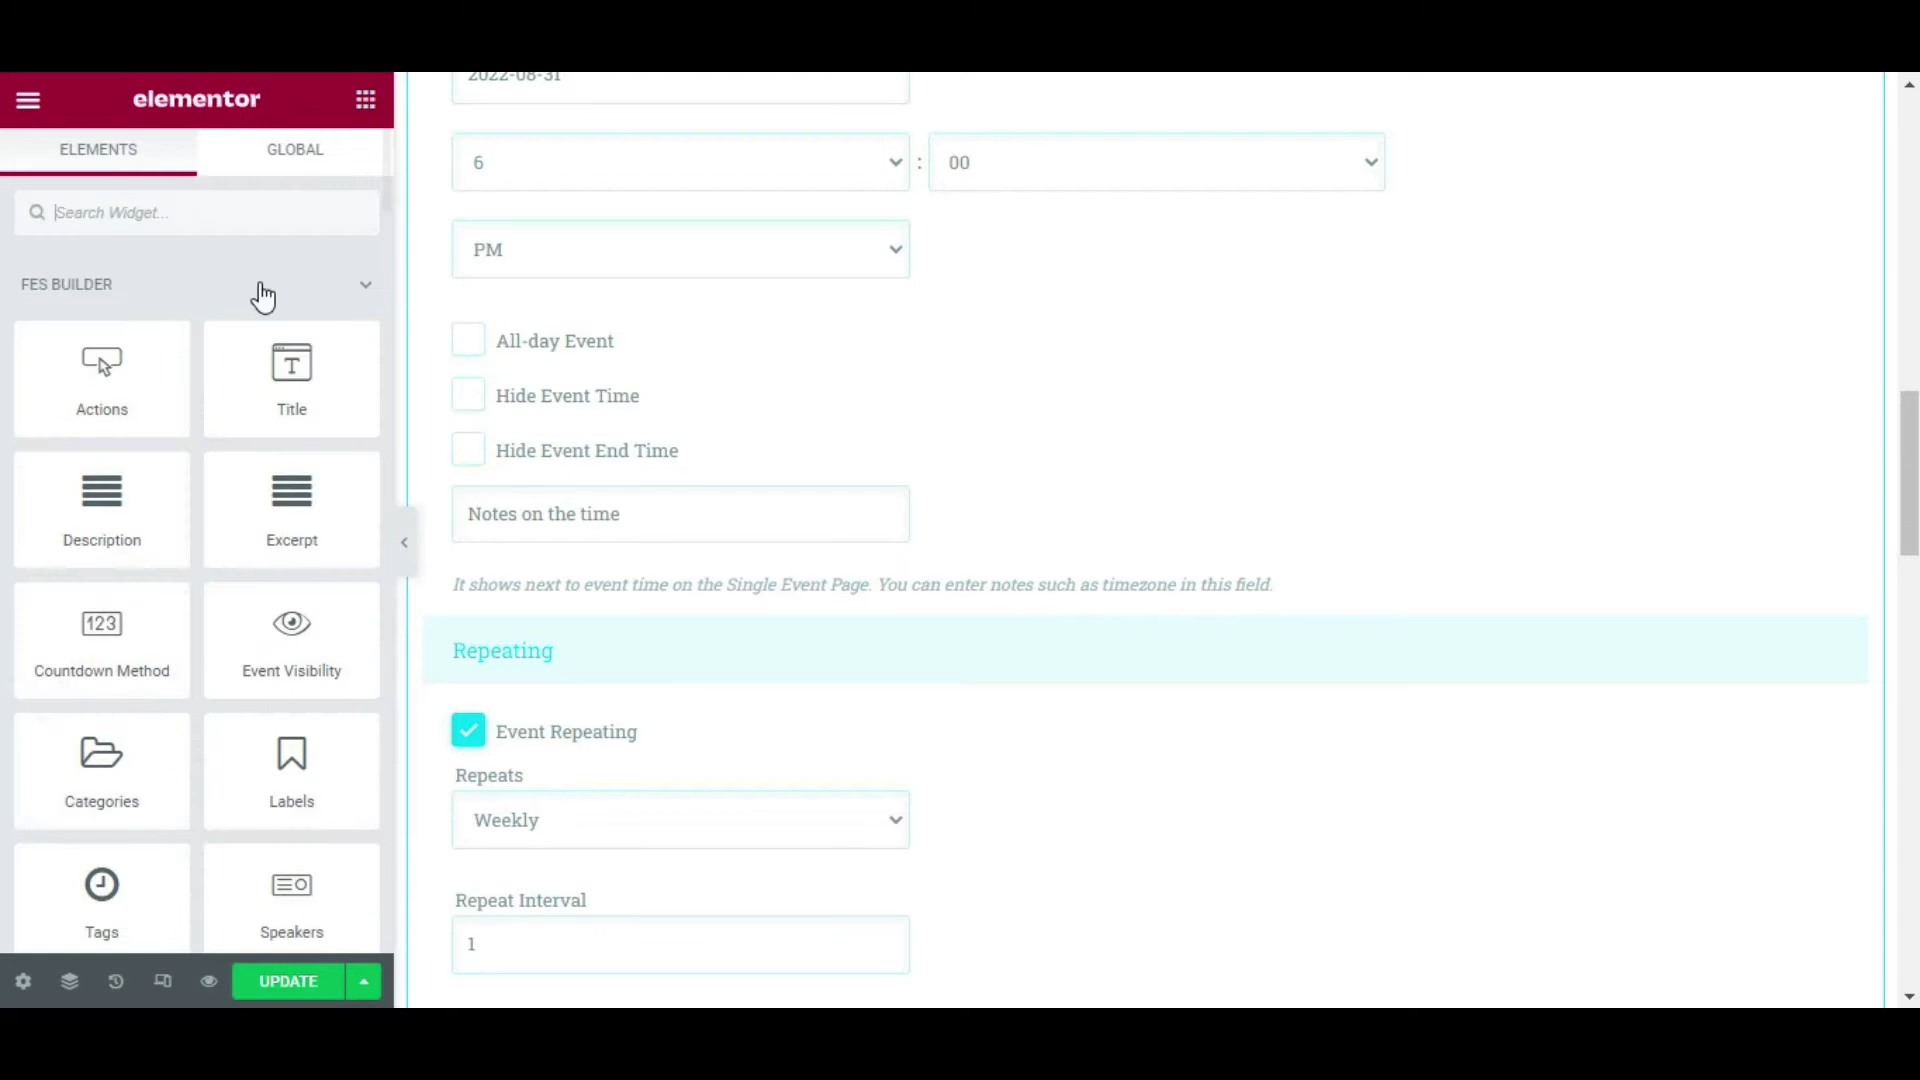 elementor
ELEMENTS
GLOBAL
Search Widget...
FES BUILDER
Actions
Title
Description
Excerpt
123
Countdown Method
Event Visibility
Categories
Labels
Tags
Speakers
UPDATE
2022-08-31
6 : 00
PM
All-day Event
Hide Event Time
Hide Event End Time
Notes on the time
It shows next to event time on the Single Event Page. You can enter notes such as timezone in this field.
Repeating
Event Repeating
Repeats
Weekly
Repeat Interval
1